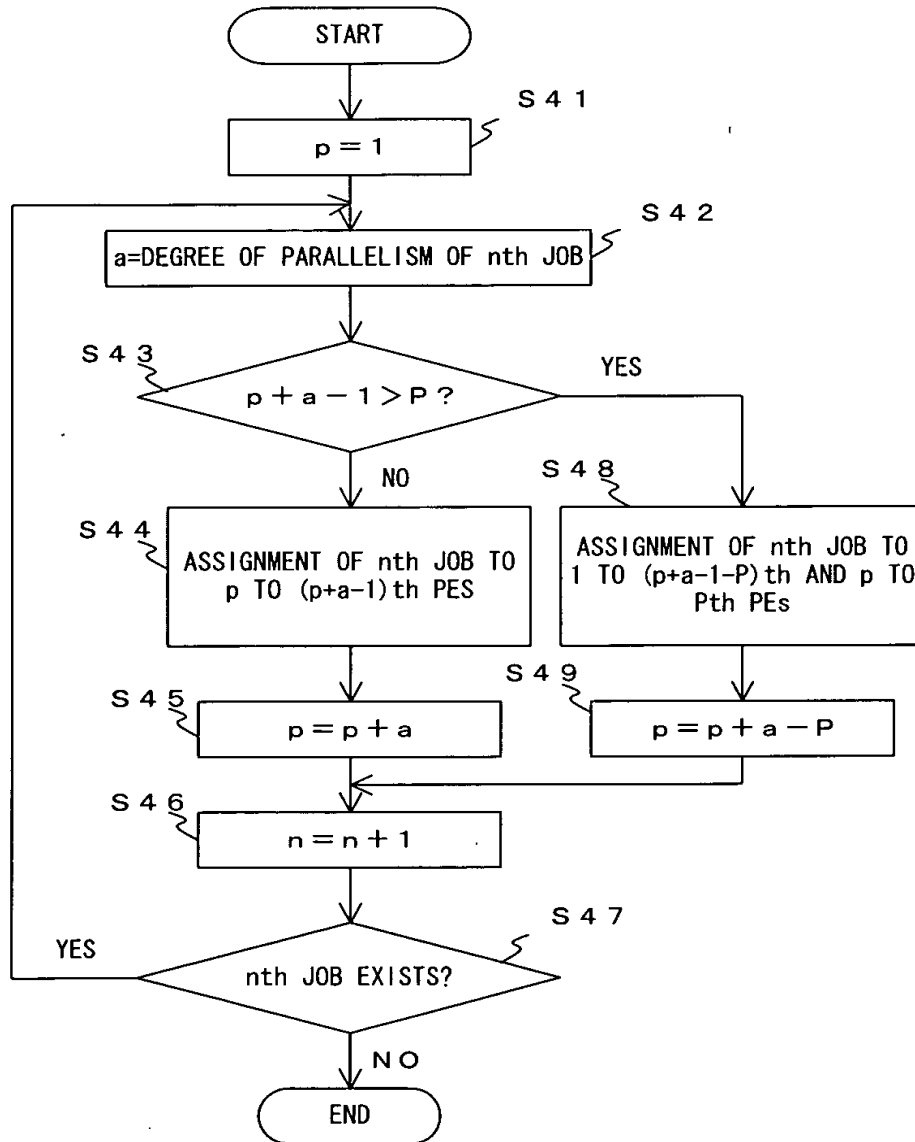 START
S41
p=1
S42
a=DEGREE OF PARALLELISM OF nth JOB
S43
p+a-1>P?
YES
NO
S44
ASSIGNMENT OF nth JOB TO
p TO (p+a-1)th PES
S48
ASSIGNMENT OF nth JOB TO
1 TO (p+a-1-P)th AND p TO
Pth PEs
S45
p=p+a
S49
p=p+a-P
S46
n=n+1
S47
nth JOB EXISTS?
YES
NO
END